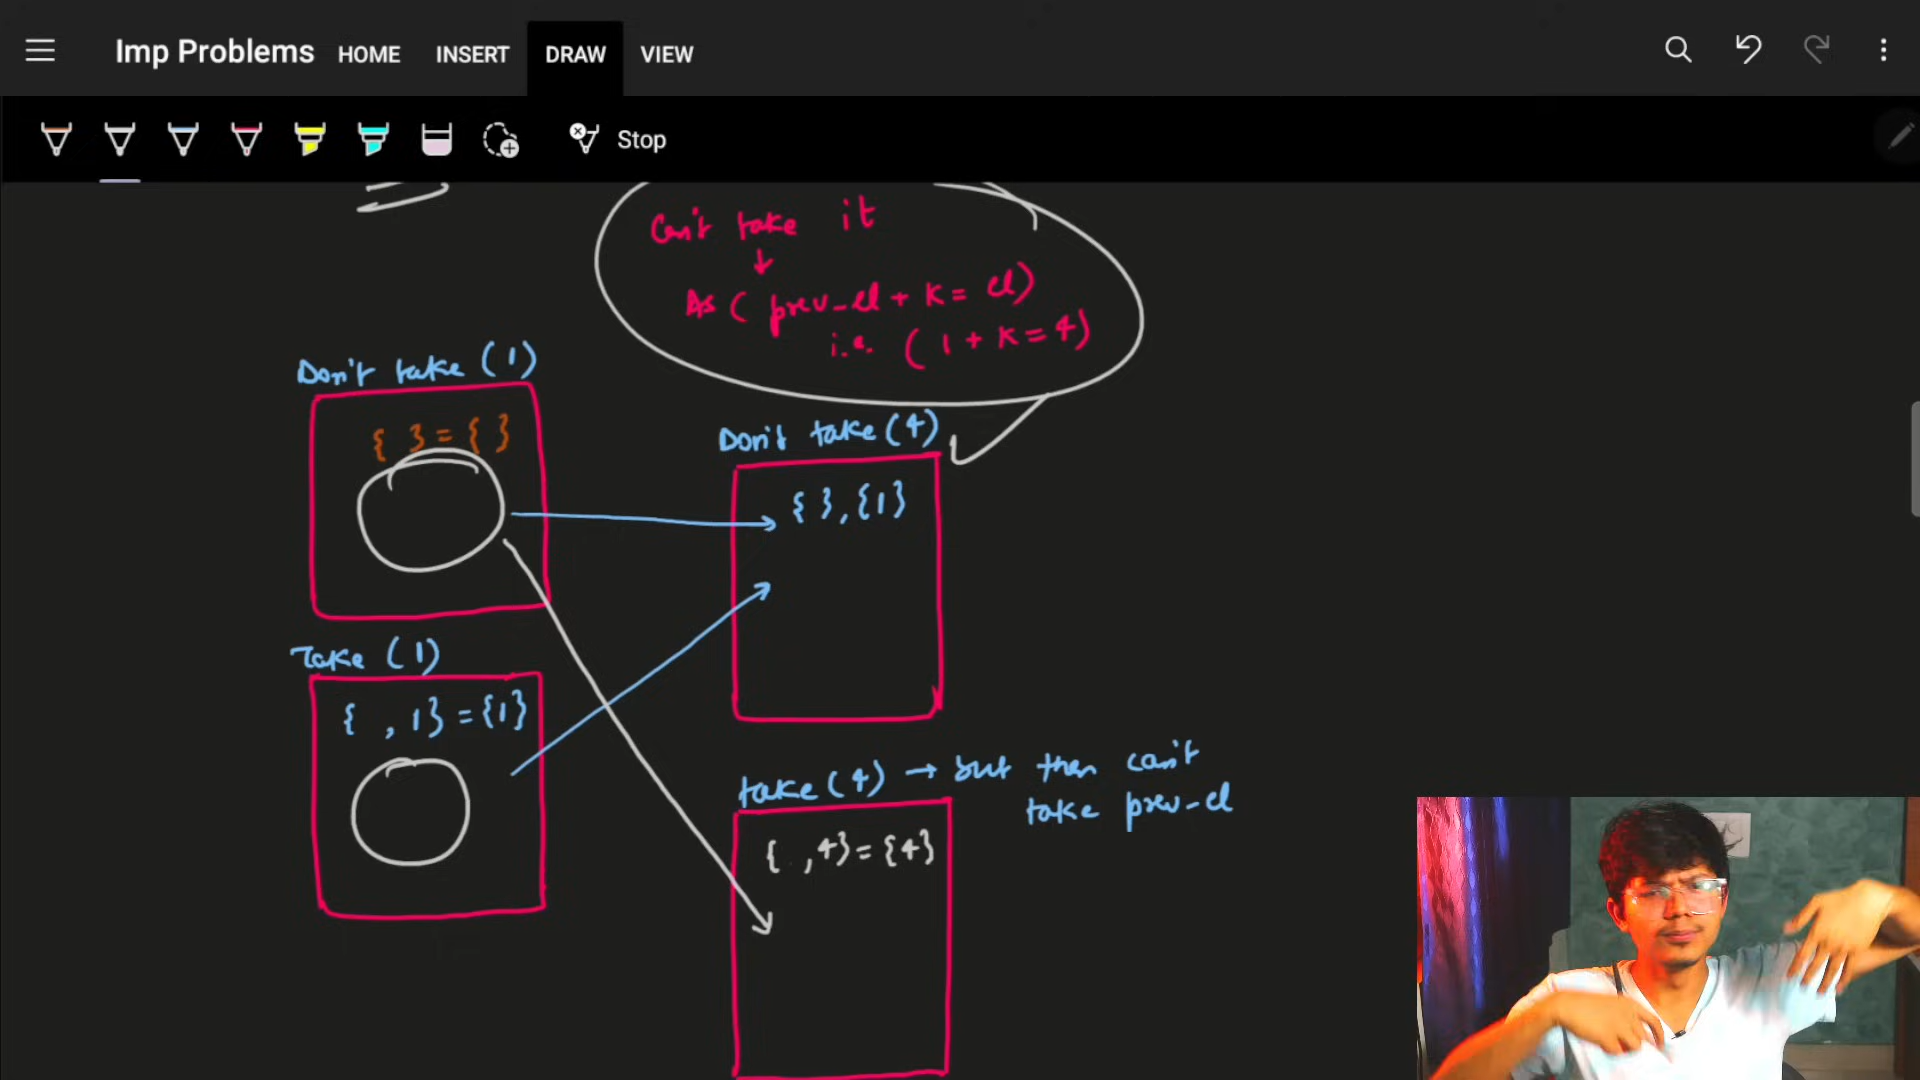 Imp Problems HOME INSERT DRAW VIEW
Stop
Can't take it
↓
As ( prev_el + K = el)
i.e. ( 1 + K = 4)
Don't take (1)
{ } = { }
Don't take (4)
{ }, {1}
Take (1)
{ , 1} = {1}
take (4) → but then can't
take prev_el
{ , 4} = {4}